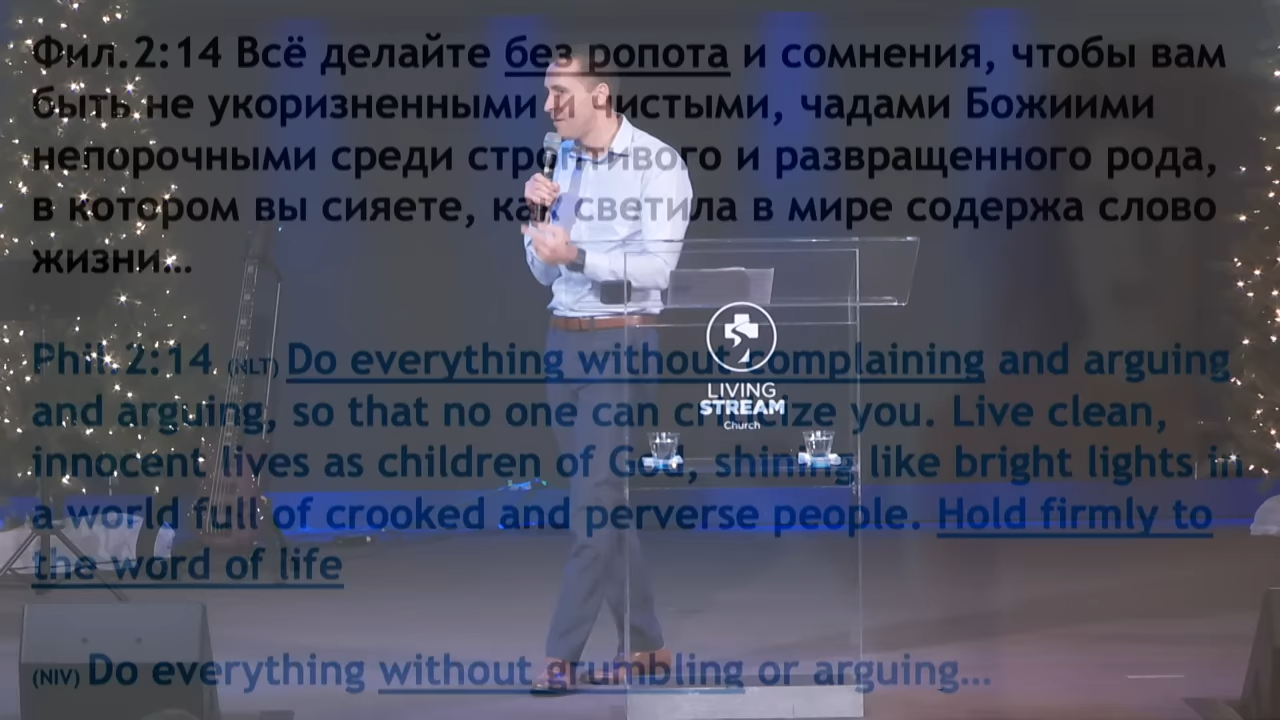 Фил.2:14 Всё делайте без ропота и сомнения, чтобы вам
быть не укоризненными и чистыми, чадами Божиими
непорочными среди строптивого и развращенного рода,
в котором вы сияете, как светила в мире содержа слово
жизни…
Phil.2:14 (NLT) Do everything without complaining and arguing
and arguing, so that no one can criticize you. Live clean,
innocent lives as children of God, shining like bright lights in
a world full of crooked and perverse people. Hold firmly to
the word of life
(NIV) Do everything without grumbling or arguing…
LIVING
STREAM
Church